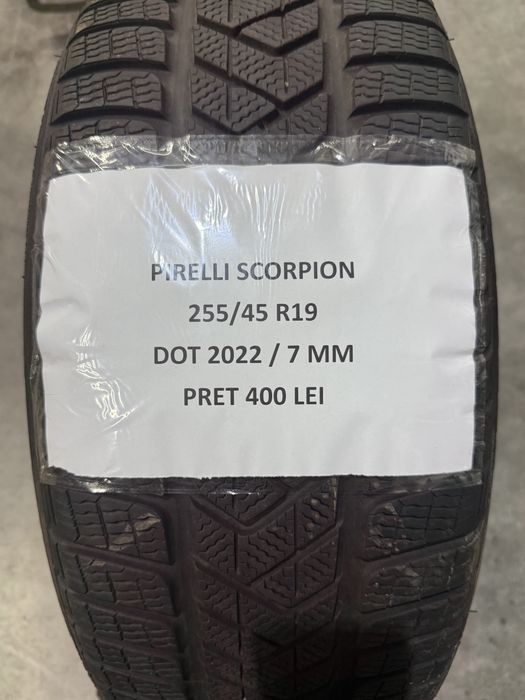 PIRELLI SCORPION
255/45 R19
DOT 2022 / 7 MM
PRET 400 LEI